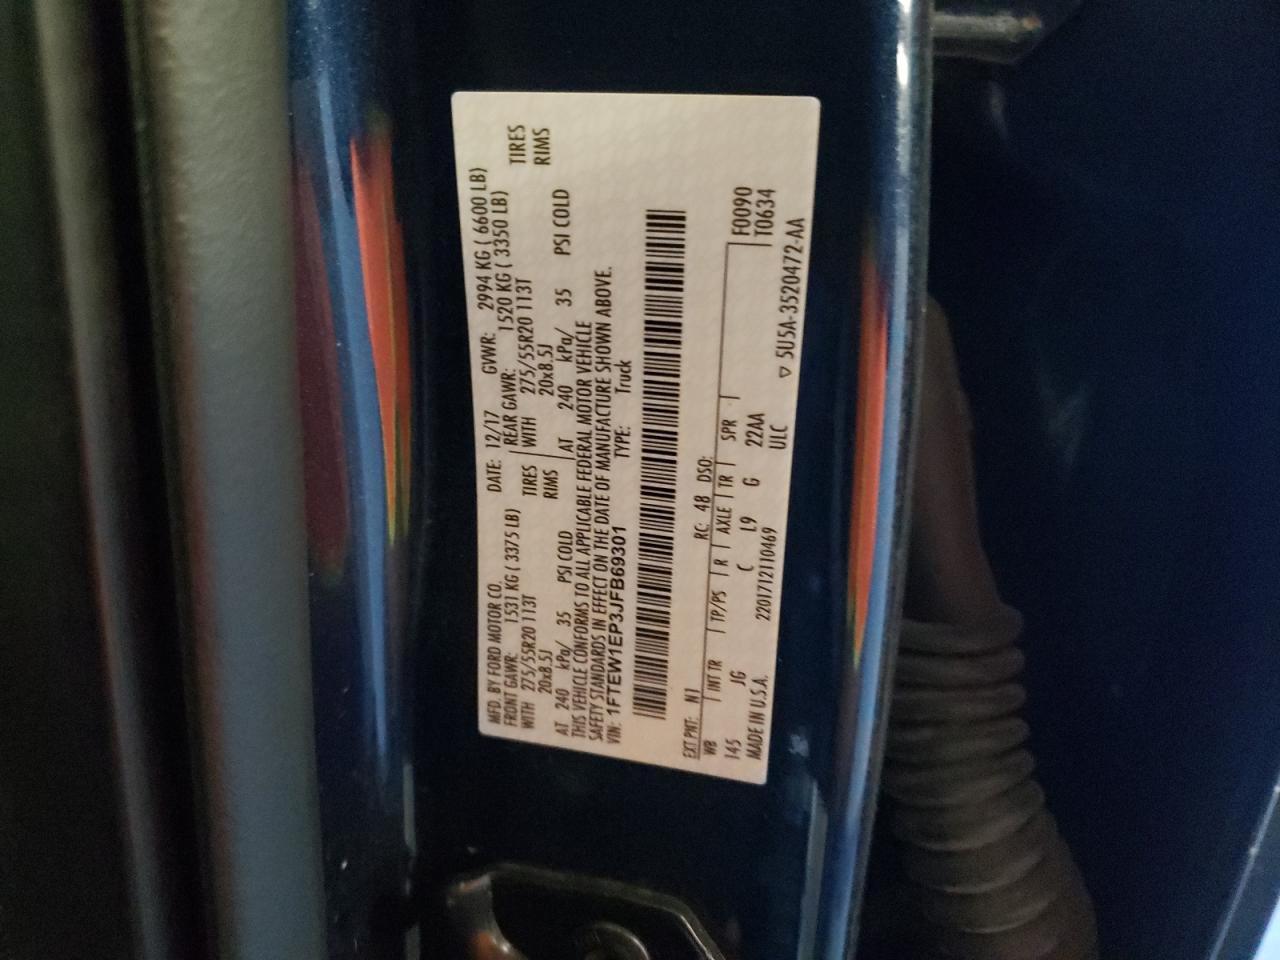 MFD. BY FORD MOTOR CO. DATE: 12/17 GVWR: 2994 KG ( 6600 LB)
FRONT GAWR: 1531 KG ( 3375 LB) REAR GAWR: 1520 KG ( 3350 LB)
WITH 275/55R20 113T TIRES WITH 275/55R20 113T TIRES
20x8.5J RIMS 20x8.5J RIMS
AT 240 kPa/ 35 PSI COLD AT 240 kPa/ 35 PSI COLD
THIS VEHICLE CONFORMS TO ALL APPLICABLE FEDERAL MOTOR VEHICLE
SAFETY STANDARDS IN EFFECT ON THE DATE OF MANUFACTURE SHOWN ABOVE.
VIN: 1FTEW1EP3JFB69301 TYPE: Truck
EXT PNT: N1 RC: 48 DSO: F0090
WB INT TR TP/PS R AXLE TR SPR T0634
145 JG C L9 G 22AA
MADE IN U.S.A. 2201712110469 ULC ▽ 5U5A-3520472-AA